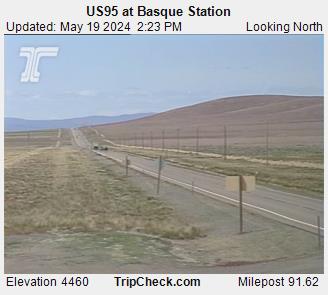 US95 at Basque Station
Updated: May 19 2024 2:23 PM Looking North
Elevation 4460 TripCheck.com Milepost 91.62